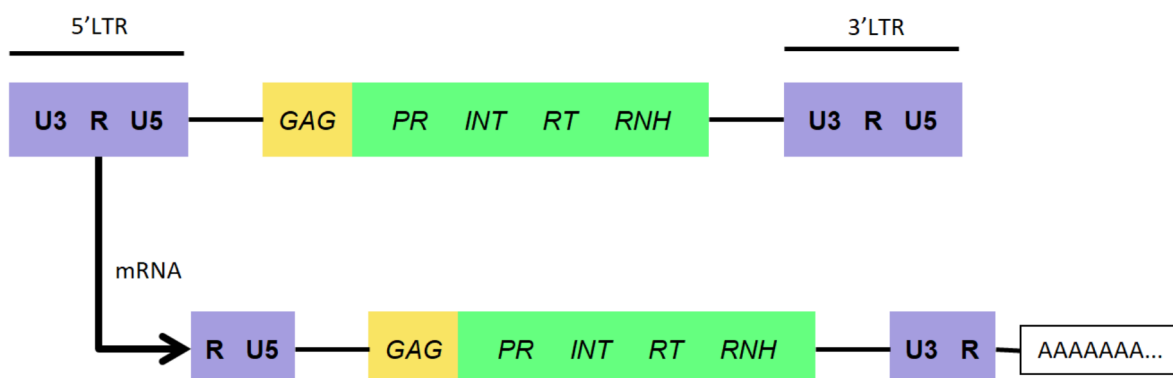 5’LTR 3’LTR
U3 R U5 GAG PR INT RT RNH U3 R U5
mRNA
R U5 GAG PR INT RT RNH U3 R AAAAAAA...